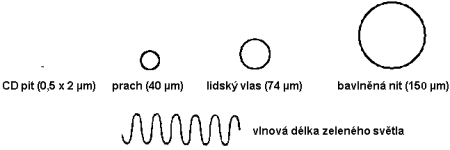 CD pit (0,5 x 2 µm) prach (40 µm) lidský vlas (74 µm) bavlněná nit (150 µm)
vlnová délka zeleného světla